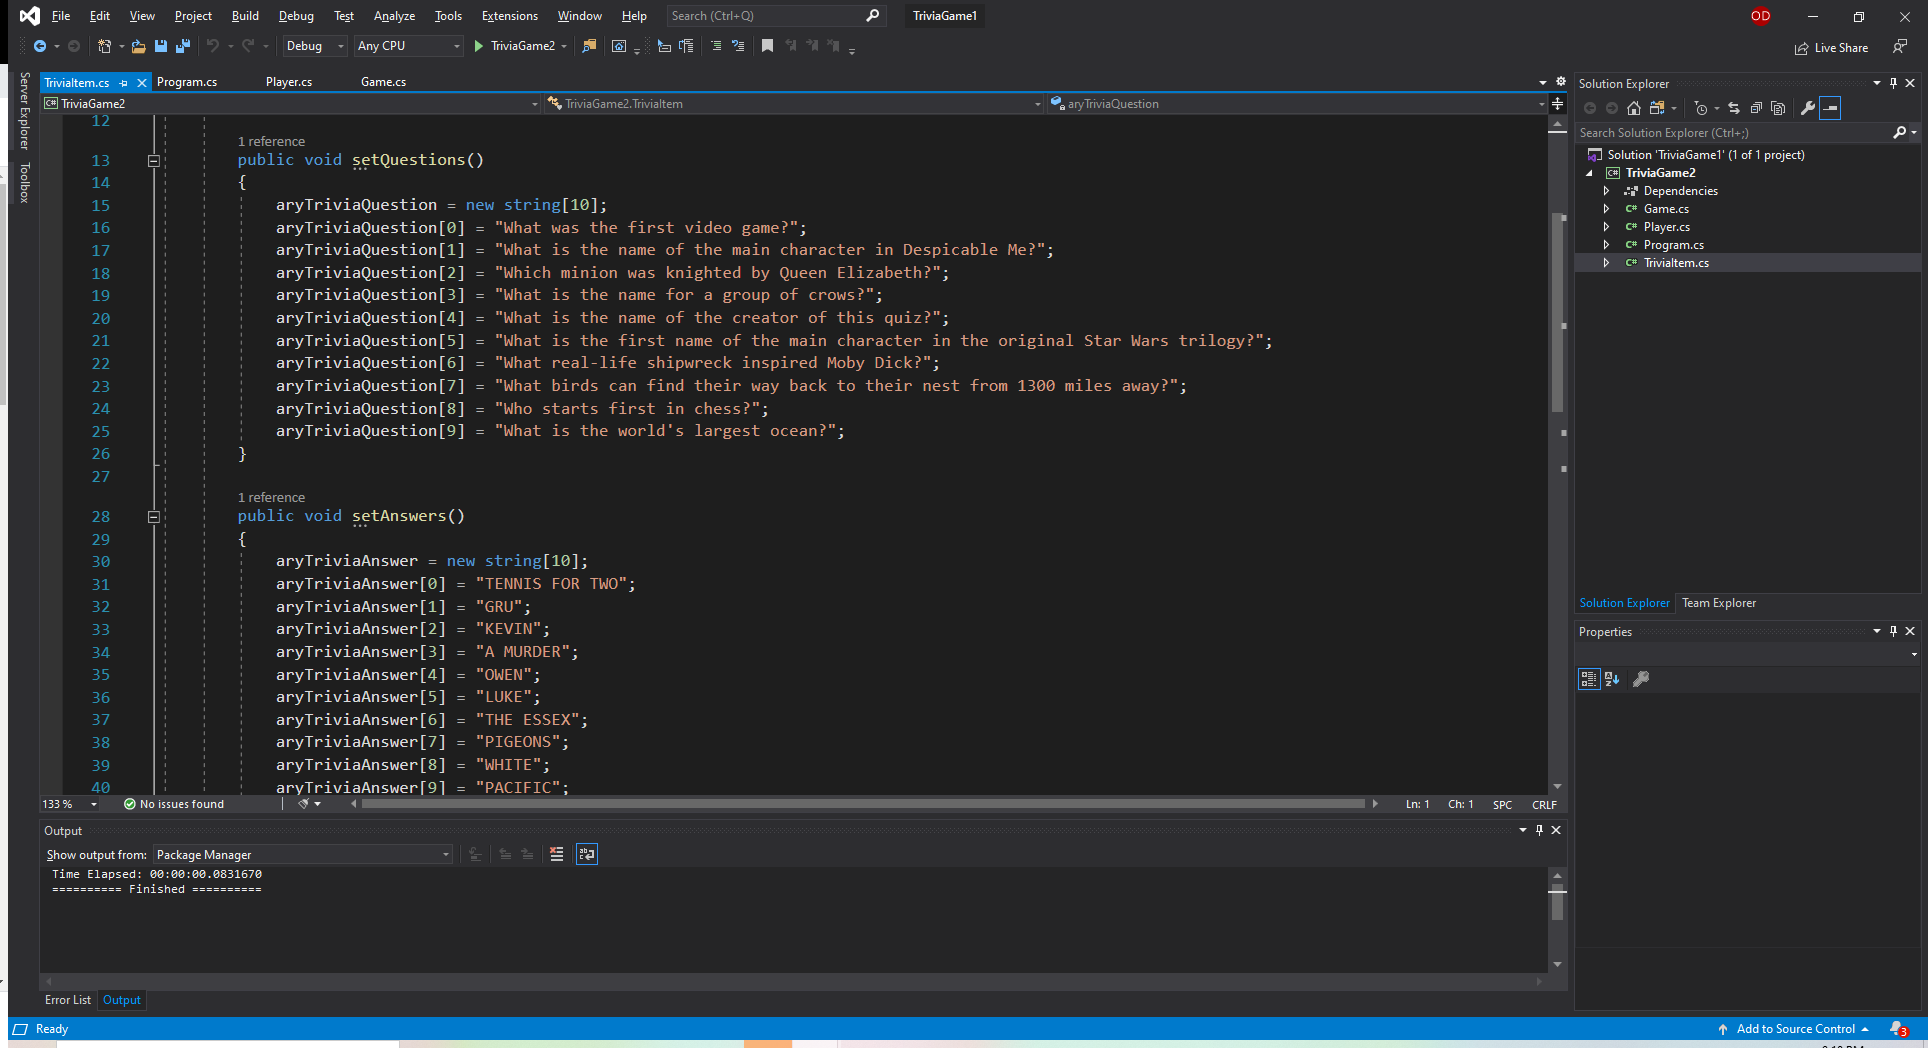 File Edit View Project Build Debug Test Analyze Tools Extensions Window Help Search (Ctrl+Q) TriviaGame1 OD
Debug Any CPU TriviaGame2 Live Share
Server Explorer
Toolbox
TriviaItem.cs Program.cs Player.cs Game.cs
C# TriviaGame2 TriviaGame2.TriviaItem aryTriviaQuestion
12
1 reference
13 public void setQuestions()
14 {
15 aryTriviaQuestion = new string[10];
16 aryTriviaQuestion[0] = "What was the first video game?";
17 aryTriviaQuestion[1] = "What is the name of the main character in Despicable Me?";
18 aryTriviaQuestion[2] = "Which minion was knighted by Queen Elizabeth?";
19 aryTriviaQuestion[3] = "What is the name for a group of crows?";
20 aryTriviaQuestion[4] = "What is the name of the creator of this quiz?";
21 aryTriviaQuestion[5] = "What is the first name of the main character in the original Star Wars trilogy?";
22 aryTriviaQuestion[6] = "What real-life shipwreck inspired Moby Dick?";
23 aryTriviaQuestion[7] = "What birds can find their way back to their nest from 1300 miles away?";
24 aryTriviaQuestion[8] = "Who starts first in chess?";
25 aryTriviaQuestion[9] = "What is the world's largest ocean?";
26 }
27
1 reference
28 public void setAnswers()
29 {
30 aryTriviaAnswer = new string[10];
31 aryTriviaAnswer[0] = "TENNIS FOR TWO";
32 aryTriviaAnswer[1] = "GRU";
33 aryTriviaAnswer[2] = "KEVIN";
34 aryTriviaAnswer[3] = "A MURDER";
35 aryTriviaAnswer[4] = "OWEN";
36 aryTriviaAnswer[5] = "LUKE";
37 aryTriviaAnswer[6] = "THE ESSEX";
38 aryTriviaAnswer[7] = "PIGEONS";
39 aryTriviaAnswer[8] = "WHITE";
40 aryTriviaAnswer[9] = "PACIFIC";
133 % No issues found Ln: 1 Ch: 1 SPC CRLF
Output
Show output from: Package Manager
Time Elapsed: 00:00:00.0831670
========== Finished ==========
Error List Output
Solution Explorer
Search Solution Explorer (Ctrl+;)
Solution 'TriviaGame1' (1 of 1 project)
C# TriviaGame2
Dependencies
C# Game.cs
C# Player.cs
C# Program.cs
C# TriviaItem.cs
Solution Explorer Team Explorer
Properties
Ready Add to Source Control 3